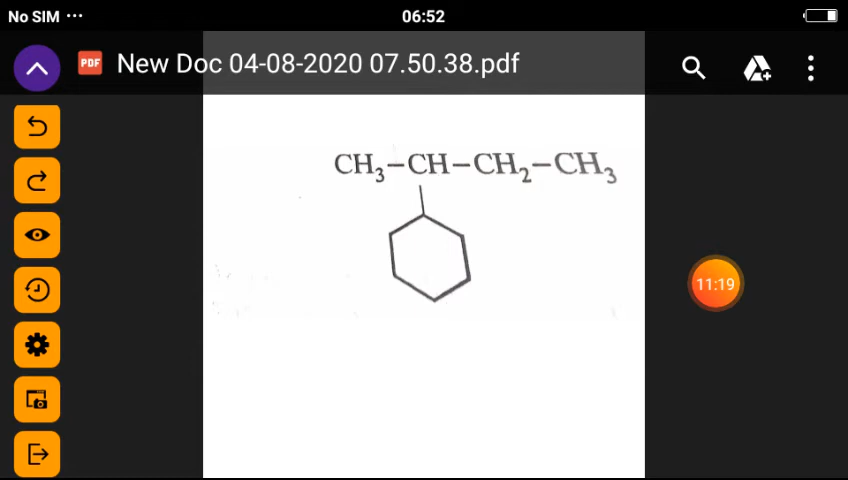 No SIM ··· 06:52
PDF New Doc 04-08-2020 07.50.38.pdf
CH₃–CH–CH₂–CH₃
11:19